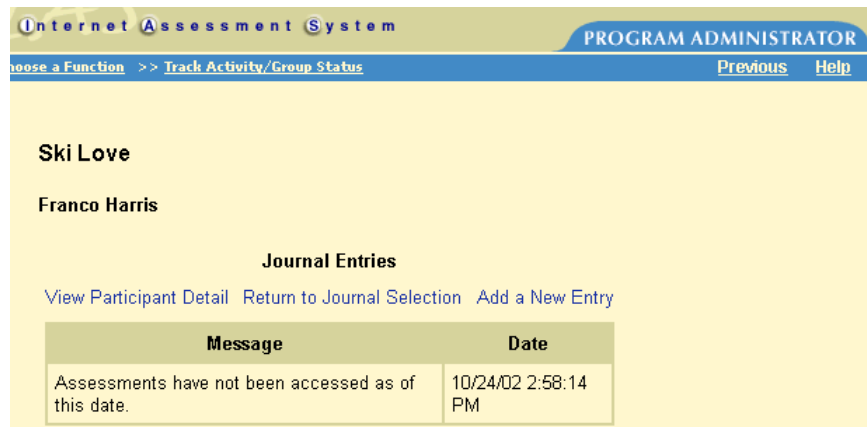 Internet Assessment System
PROGRAM ADMINISTRATOR
hoose a Function >> Track Activity/Group Status
Previous Help
Ski Love
Franco Harris
Journal Entries
View Participant Detail Return to Journal Selection Add a New Entry
Message Date
Assessments have not been accessed as of 10/24/02 2:58:14
this date. PM